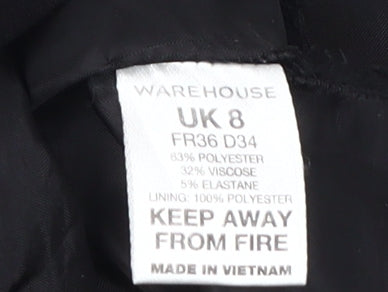 WAREHOUSE
UK 8
FR36 D34
63% POLYESTER
32% VISCOSE
5% ELASTANE
LINING: 100% POLYESTER
KEEP AWAY
FROM FIRE
MADE IN VIETNAM